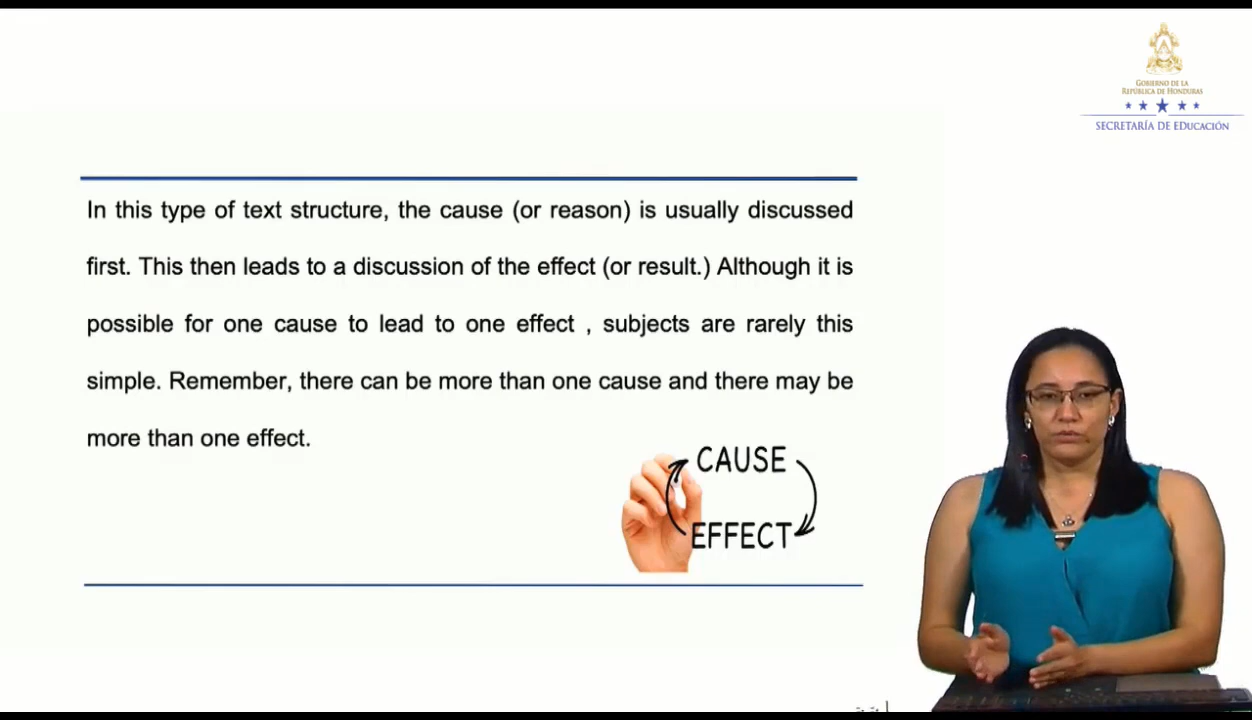 GOBIERNO DE LA
REPÚBLICA DE HONDURAS
SECRETARÍA DE EDUCACIÓN
In this type of text structure, the cause (or reason) is usually discussed
first. This then leads to a discussion of the effect (or result.) Although it is
possible for one cause to lead to one effect , subjects are rarely this
simple. Remember, there can be more than one cause and there may be
more than one effect.
CAUSE
EFFECT